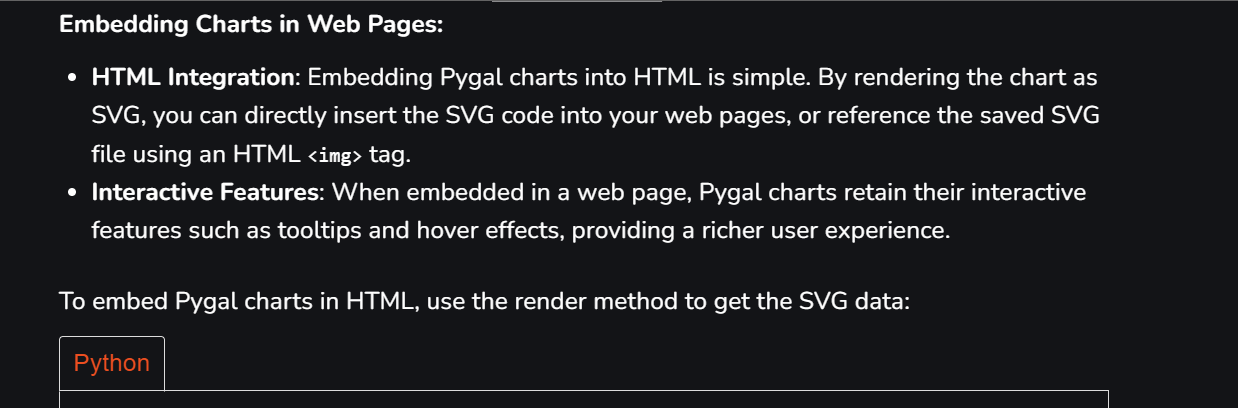 Embedding Charts in Web Pages:
• HTML Integration: Embedding Pygal charts into HTML is simple. By rendering the chart as
SVG, you can directly insert the SVG code into your web pages, or reference the saved SVG
file using an HTML <img> tag.
• Interactive Features: When embedded in a web page, Pygal charts retain their interactive
features such as tooltips and hover effects, providing a richer user experience.
To embed Pygal charts in HTML, use the render method to get the SVG data:
Python